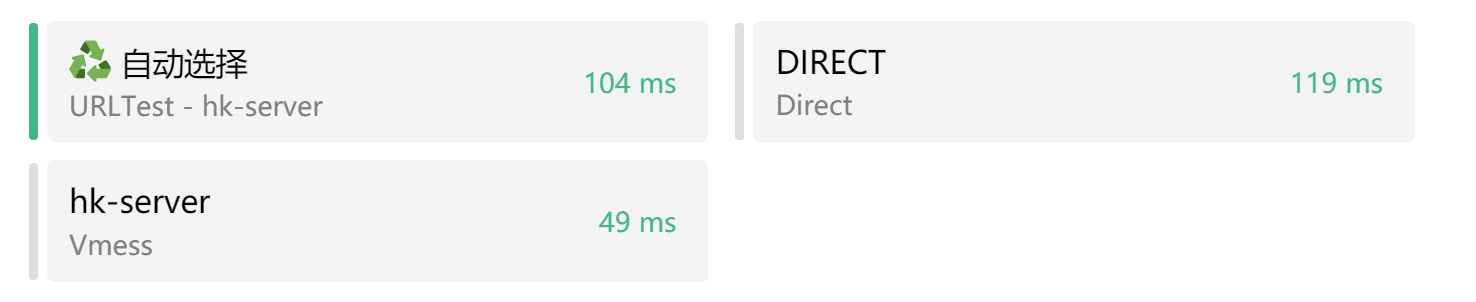 ♻️ 自动选择
URLTest - hk-server
104 ms
DIRECT
Direct
119 ms
hk-server
Vmess
49 ms